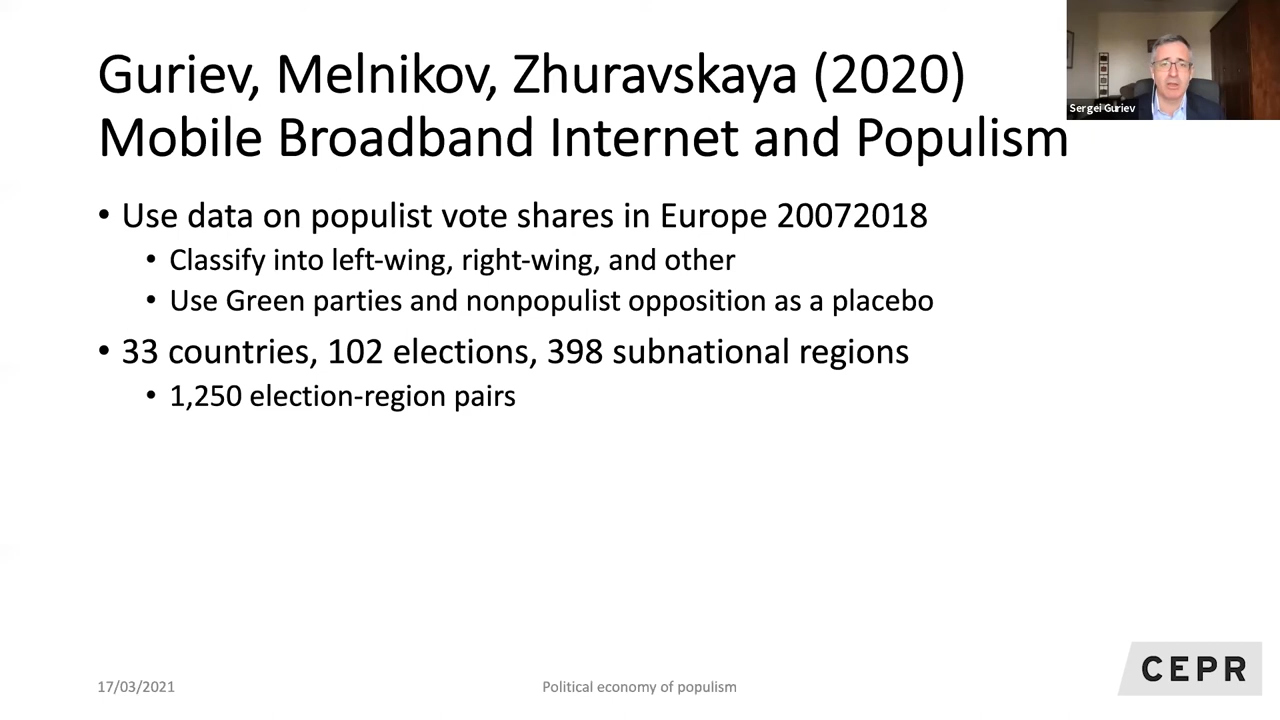 Guriev, Melnikov, Zhuravskaya (2020)
Mobile Broadband Internet and Populism
Sergei Guriev
• Use data on populist vote shares in Europe 20072018
• Classify into left-wing, right-wing, and other
• Use Green parties and nonpopulist opposition as a placebo
• 33 countries, 102 elections, 398 subnational regions
• 1,250 election-region pairs
17/03/2021
Political economy of populism
CEPR